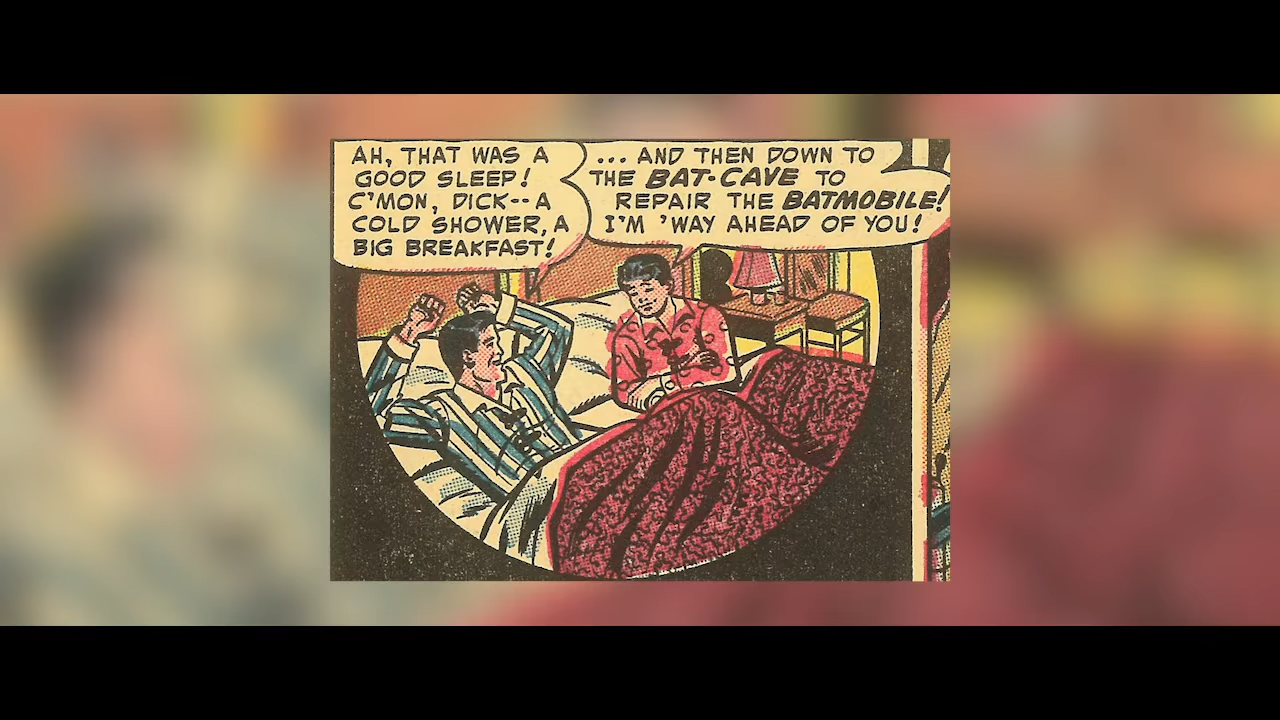 AH, THAT WAS A
GOOD SLEEP!
C'MON, DICK--A
COLD SHOWER, A
BIG BREAKFAST!
... AND THEN DOWN TO
THE BAT-CAVE TO
REPAIR THE BATMOBILE!
I'M 'WAY AHEAD OF YOU!